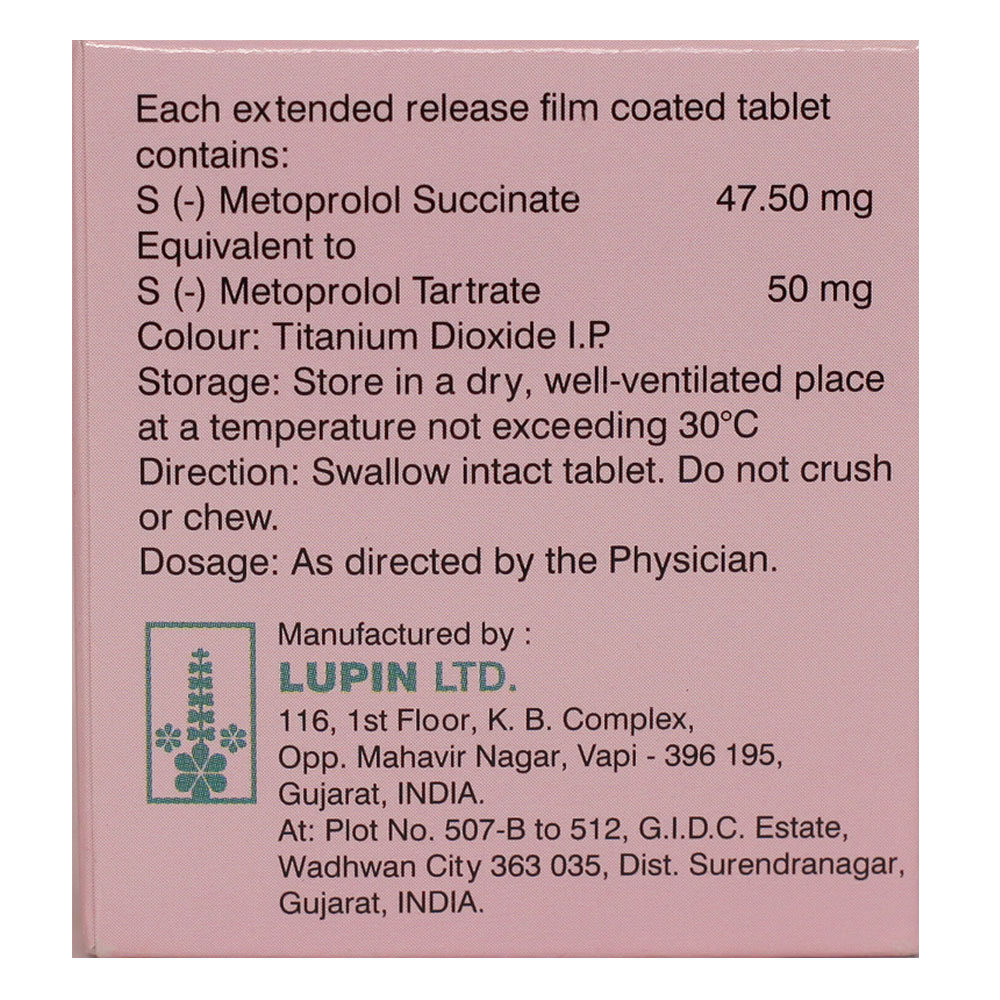 Each extended release film coated tablet
contains:
S (-) Metoprolol Succinate 47.50 mg
Equivalent to
S (-) Metoprolol Tartrate 50 mg
Colour: Titanium Dioxide I.P.
Storage: Store in a dry, well-ventilated place
at a temperature not exceeding 30°C
Direction: Swallow intact tablet. Do not crush
or chew.
Dosage: As directed by the Physician.
Manufactured by :
LUPIN LTD.
116, 1st Floor, K. B. Complex,
Opp. Mahavir Nagar, Vapi - 396 195,
Gujarat, INDIA.
At: Plot No. 507-B to 512, G.I.D.C. Estate,
Wadhwan City 363 035, Dist. Surendranagar,
Gujarat, INDIA.